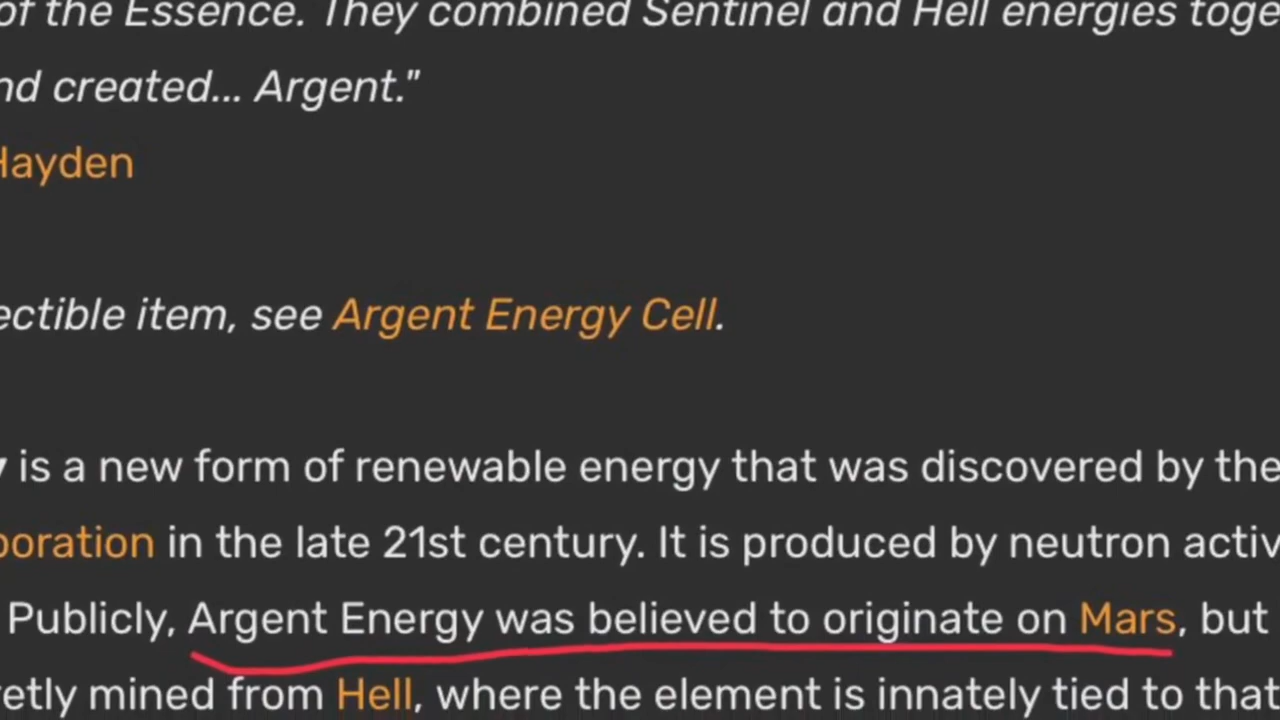 of the Essence. They combined Sentinel and Hell energies toge
nd created... Argent."
Hayden
ectible item, see Argent Energy Cell.
y is a new form of renewable energy that was discovered by the
poration in the late 21st century. It is produced by neutron activ
Publicly, Argent Energy was believed to originate on Mars, but
retly mined from Hell, where the element is innately tied to that